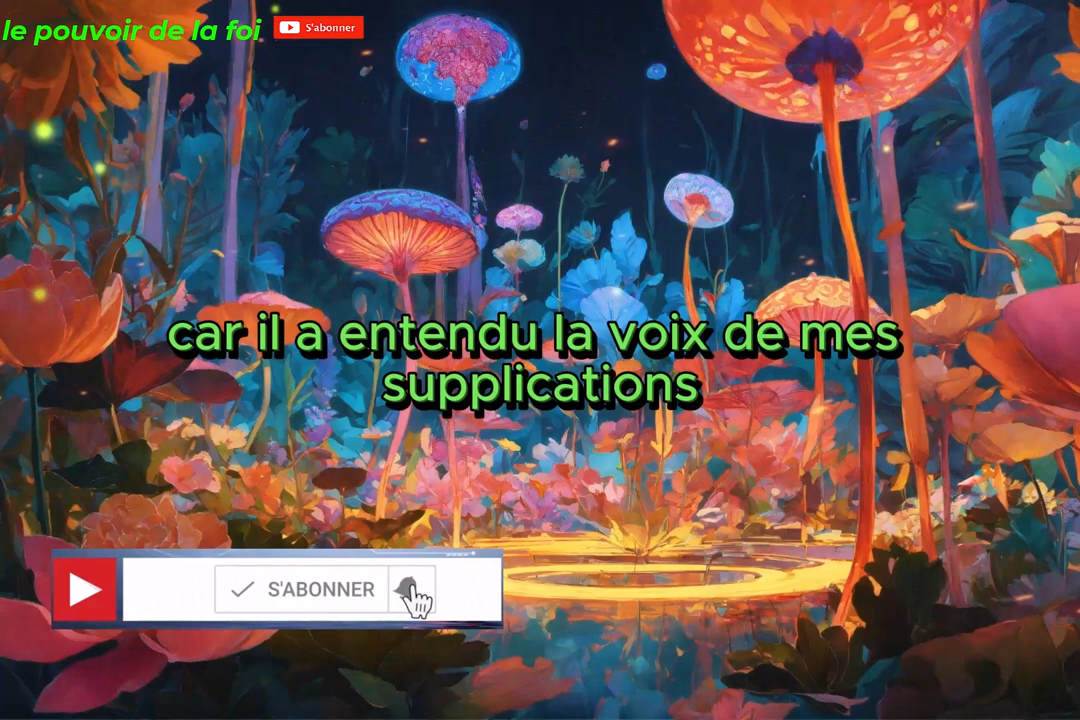 le pouvoir de la foi
S'abonner
car il a entendu la voix de mes
supplications
S'ABONNER